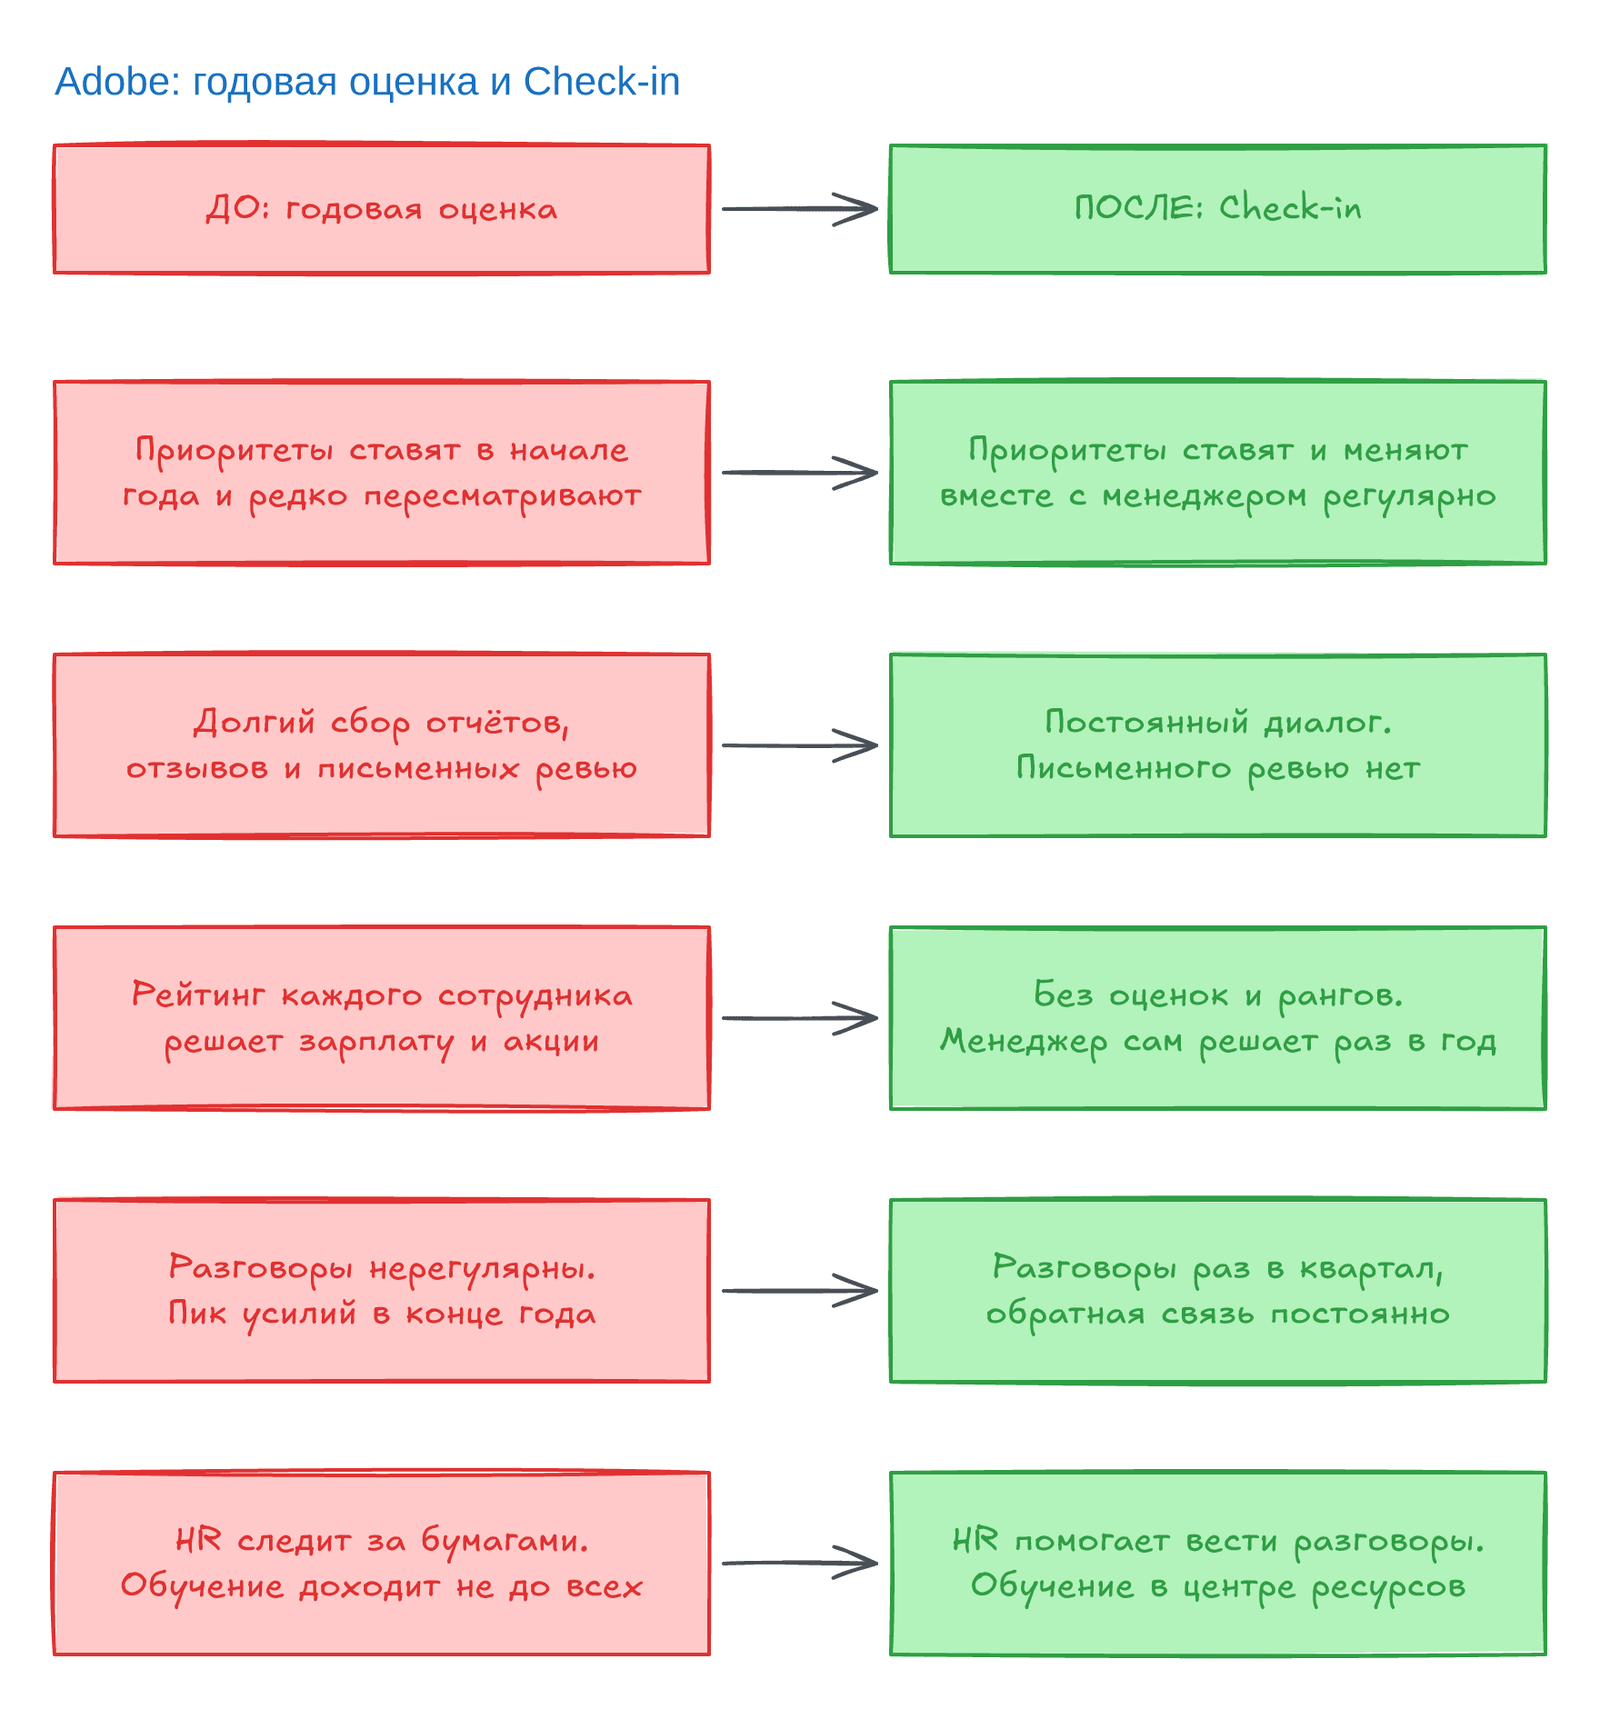 Adobe: годовая оценка и Check-in
ДО: годовая оценка
ПОСЛЕ: Check-in
Приоритеты ставят в начале
года и редко пересматривают
Приоритеты ставят и меняют
вместе с менеджером регулярно
Долгий сбор отчётов,
отзывов и письменных ревью
Постоянный диалог.
Письменного ревью нет
Рейтинг каждого сотрудника
решает зарплату и акции
Без оценок и рангов.
Менеджер сам решает раз в год
Разговоры нерегулярны.
Пик усилий в конце года
Разговоры раз в квартал,
обратная связь постоянно
HR следит за бумагами.
Обучение доходит не до всех
HR помогает вести разговоры.
Обучение в центре ресурсов